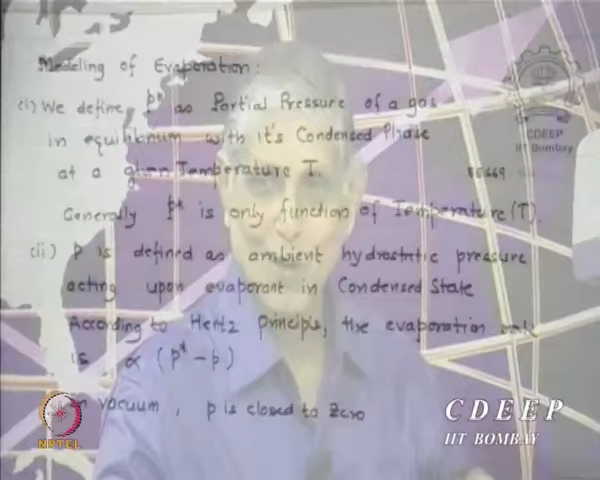 Modeling of Evaporation:
(i) We define p* as Partial Pressure of a gas
in equilibrium with it's Condensed Phase
at a given Temperature T.
EE669
Generally p* is only function of Temperature (T).
(ii) p is defined as ambient hydrostatic pressure
acting upon evaporant in Condensed State
According to Hertz Principle, the evaporation rate
is ∝ (p* - p)
In vacuum, p is closed to Zero
CDEEP
IIT Bombay
NPTEL
CDEEP
IIT BOMBAY